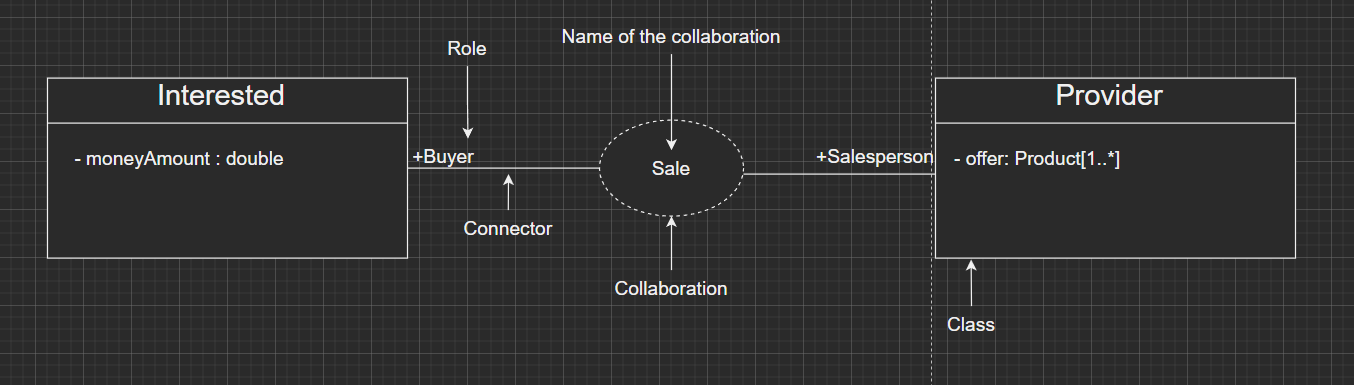 Name of the collaboration
Role
Interested
Provider
- moneyAmount : double
+Buyer
Sale
+Salesperson
- offer: Product[1..*]
Connector
Collaboration
Class